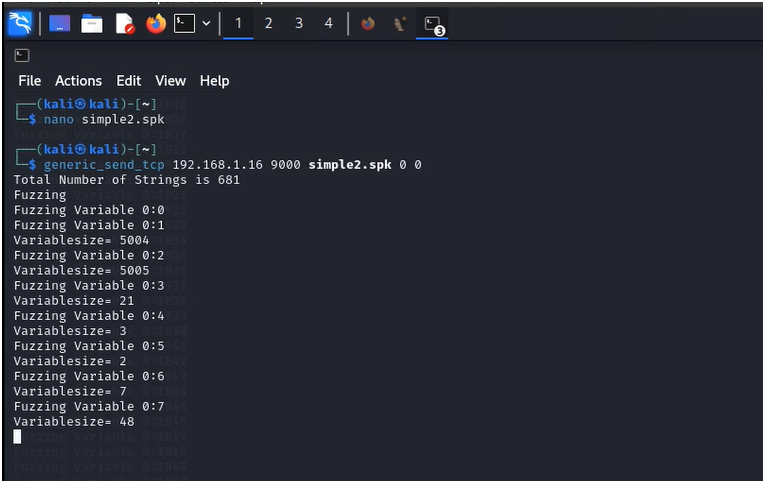 1 2 3 4 3
File Actions Edit View Help
┌──(kali㉿kali)-[~]
└─$ nano simple2.spk
┌──(kali㉿kali)-[~]
└─$ generic_send_tcp 192.168.1.16 9000 simple2.spk 0 0
Total Number of Strings is 681
Fuzzing
Fuzzing Variable 0:0
Fuzzing Variable 0:1
Variablesize= 5004
Fuzzing Variable 0:2
Variablesize= 5005
Fuzzing Variable 0:3
Variablesize= 21
Fuzzing Variable 0:4
Variablesize= 3
Fuzzing Variable 0:5
Variablesize= 2
Fuzzing Variable 0:6
Variablesize= 7
Fuzzing Variable 0:7
Variablesize= 48